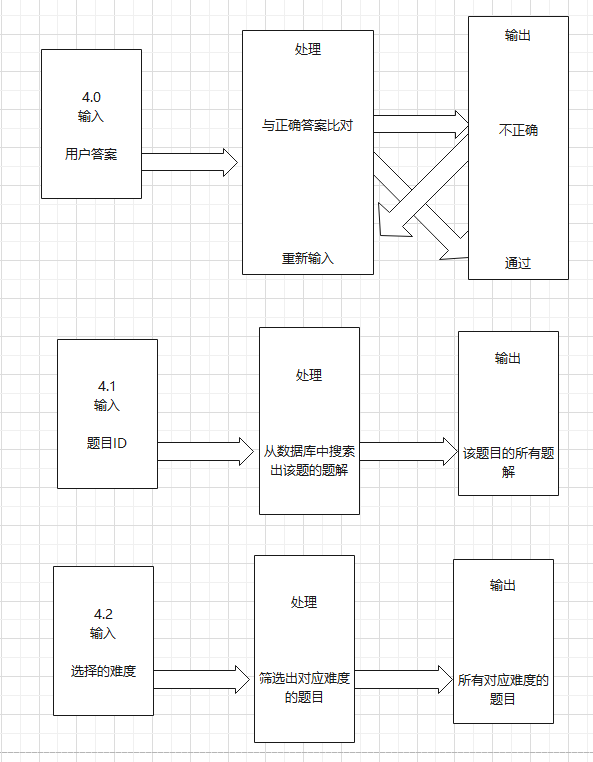 4.0
输入
用户答案
处理
与正确答案比对
重新输入
输出
不正确
通过
4.1
输入
题目ID
处理
从数据库中搜索
出该题的题解
输出
该题目的所有题
解
4.2
输入
选择的难度
处理
筛选出对应难度
的题目
输出
所有对应难度的
题目